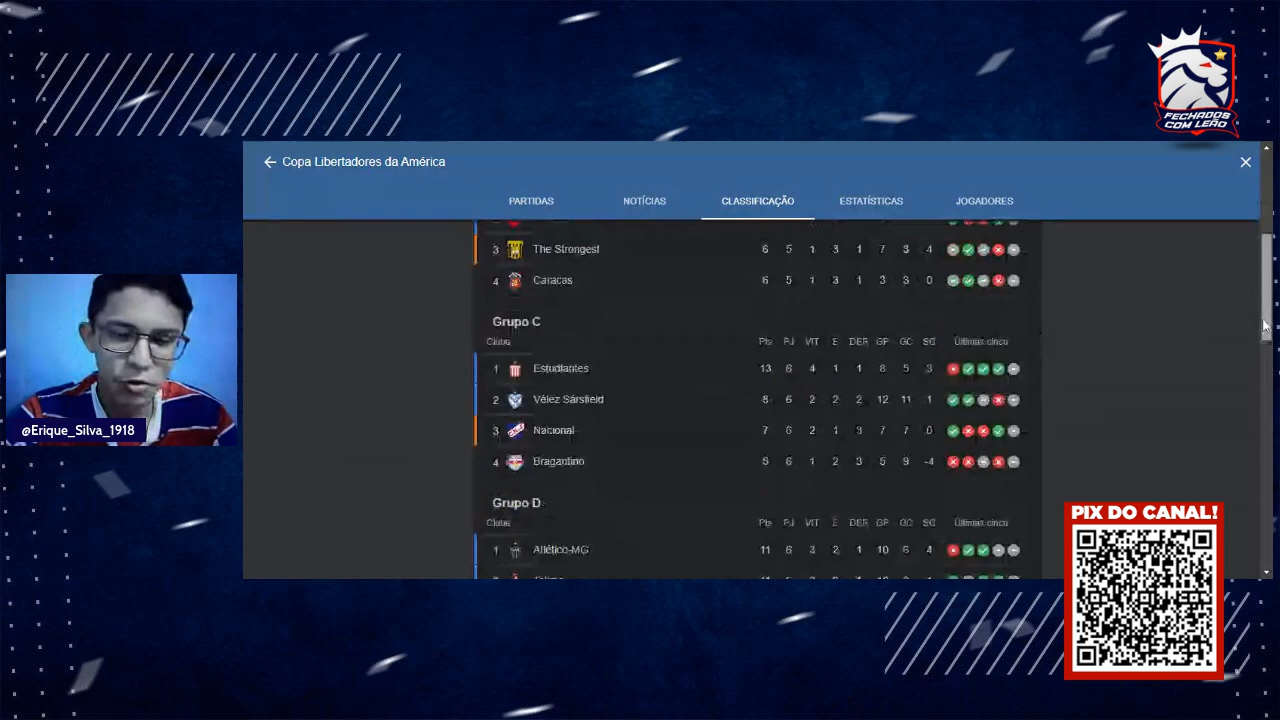 FECHADOS
COM LEÃO
Copa Libertadores da América
PARTIDAS NOTÍCIAS CLASSIFICAÇÃO ESTATÍSTICAS JOGADORES
3 The Strongest 6 5 1 3 1 7 3 4
4 Caracas 6 5 1 3 1 3 3 0
Grupo C
Clube Pts PJ VIT E DER GP GC SG Últimas cinco
1 Estudiantes 13 6 4 1 1 8 5 3
2 Vélez Sársfield 8 6 2 2 2 12 11 1
3 Nacional 7 6 2 1 3 7 7 0
4 Bragantino 5 6 1 2 3 5 9 -4
Grupo D
Clube Pts PJ VIT E DER GP GC SG Últimas cinco
1 Atlético-MG 11 6 3 2 1 10 6 4
@Erique_Silva_1918
PIX DO CANAL!